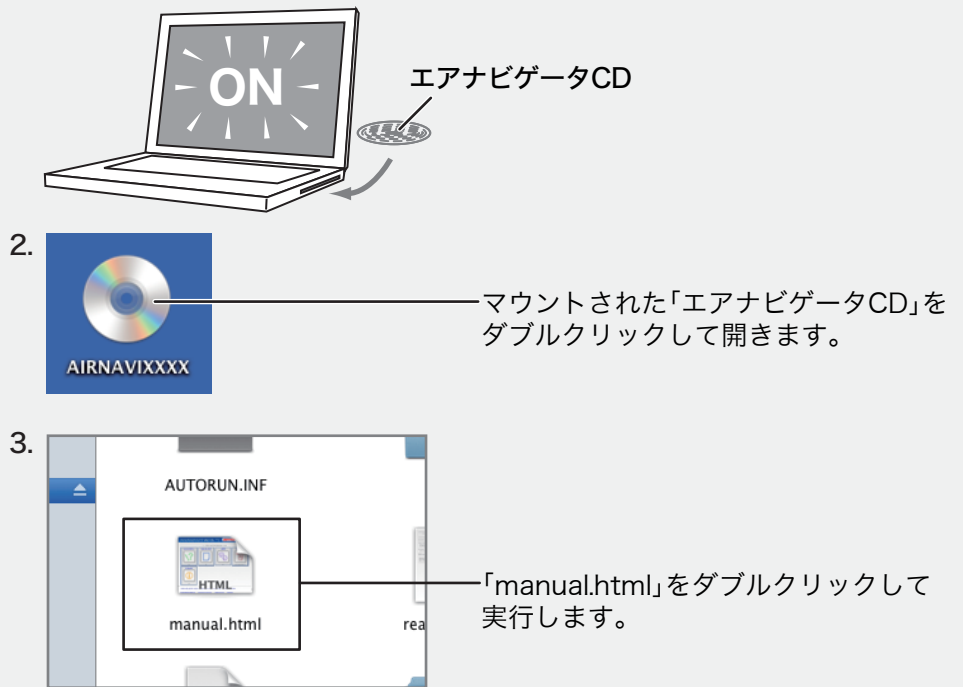 ON
エアナビゲータCD
2.
AIRNAVIXXXX
マウントされた「エアナビゲータCD」を
ダブルクリックして開きます。
3.
AUTORUN.INF
HTML
manual.html
rea
「manual.html」をダブルクリックして
実行します。